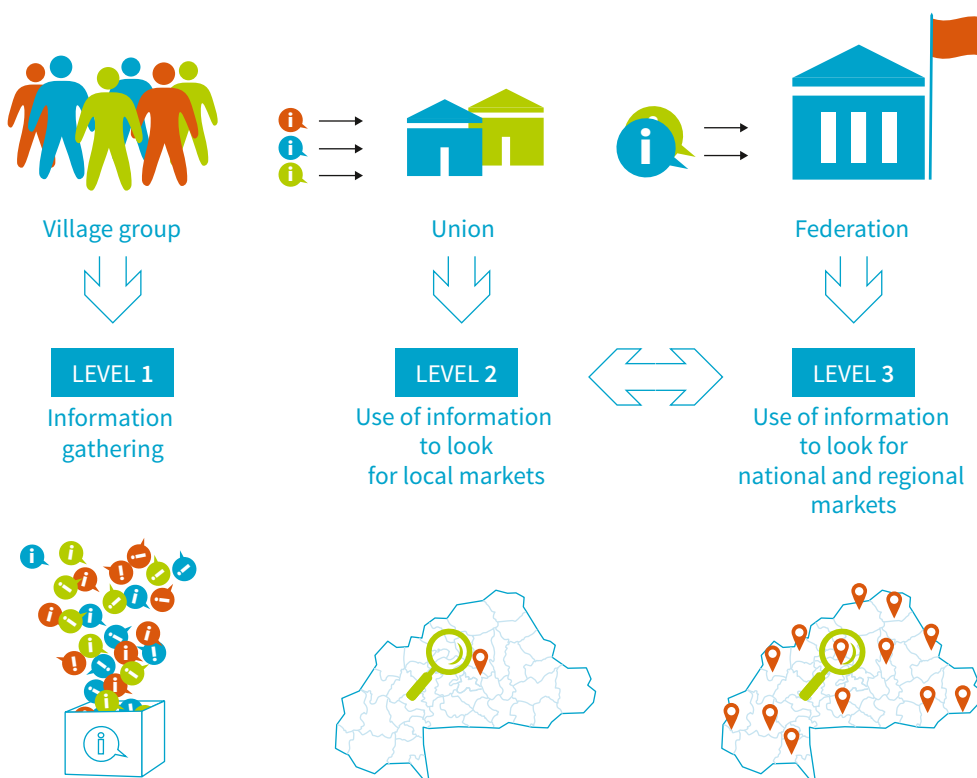 Village group
Union
Federation
LEVEL 1
Information
gathering
LEVEL 2
Use of information
to look
for local markets
LEVEL 3
Use of information
to look for
national and regional
markets